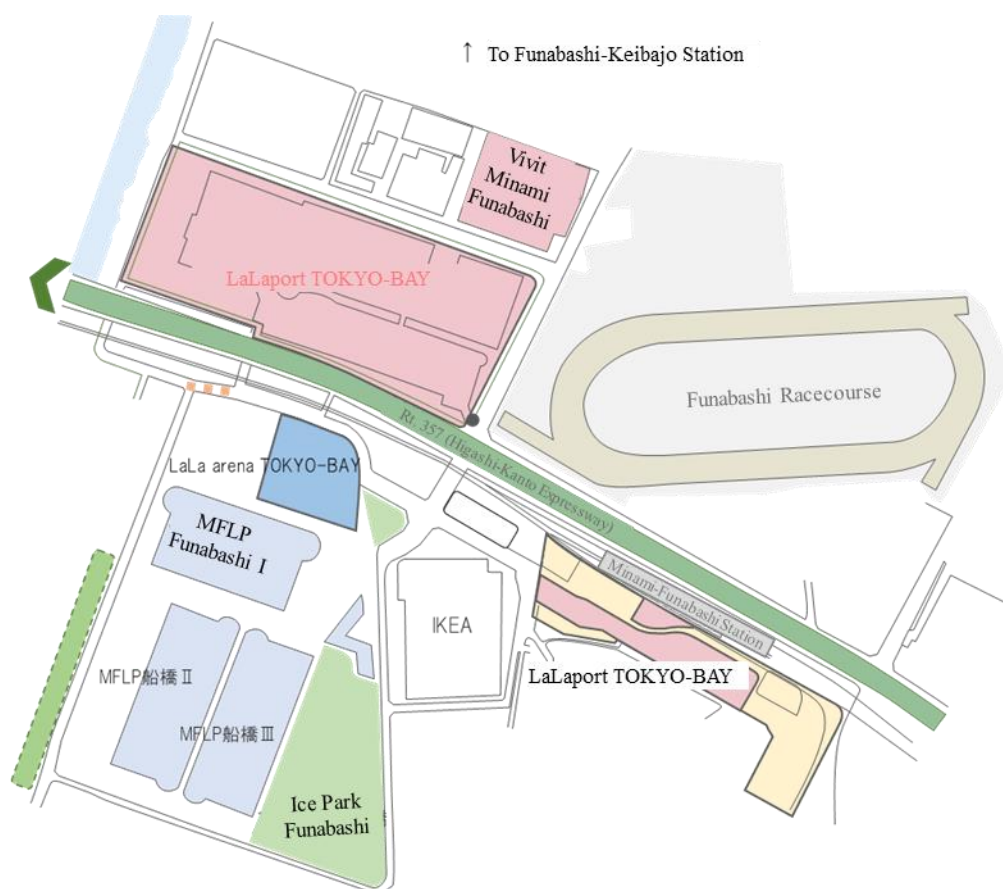 ↑ To Funabashi-Keibajo Station
Vivit
Minami
Funabashi
LaLaport TOKYO-BAY
Funabashi Racecourse
Rt. 357 (Higashi-Kanto Expressway)
LaLa arena TOKYO-BAY
MFLP
Funabashi I
Minami-Funabashi Station
IKEA
LaLaport TOKYO-BAY
MFLP船橋Ⅱ
MFLP船橋Ⅲ
Ice Park
Funabashi